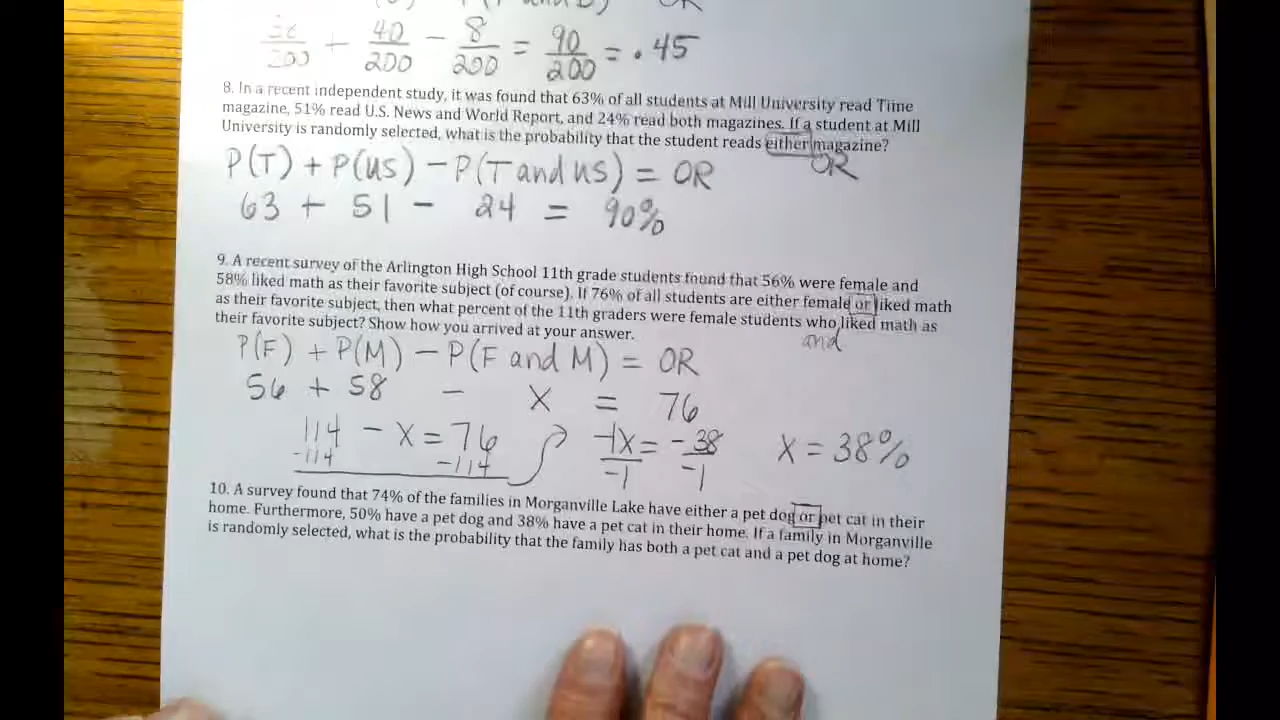 OR
36/200 + 40/200 - 8/200 = 90/200 = .45
8. In a recent independent study, it was found that 63% of all students at Mill University read Time
magazine, 51% read U.S. News and World Report, and 24% read both magazines. If a student at Mill
University is randomly selected, what is the probability that the student reads either magazine?
OR
P(T) + P(US) - P(T and US) = OR
63 + 51 - 24 = 90%
9. A recent survey of the Arlington High School 11th grade students found that 56% were female and
58% liked math as their favorite subject (of course). If 76% of all students are either female or liked math
as their favorite subject, then what percent of the 11th graders were female students who liked math as
their favorite subject? Show how you arrived at your answer.
and
P(F) + P(M) - P(F and M) = OR
56 + 58 - X = 76
114 - X = 76 -1X = -38 X = 38%
-114 -114 -1 -1
10. A survey found that 74% of the families in Morganville Lake have either a pet dog or pet cat in their
home. Furthermore, 50% have a pet dog and 38% have a pet cat in their home. If a family in Morganville
is randomly selected, what is the probability that the family has both a pet cat and a pet dog at home?